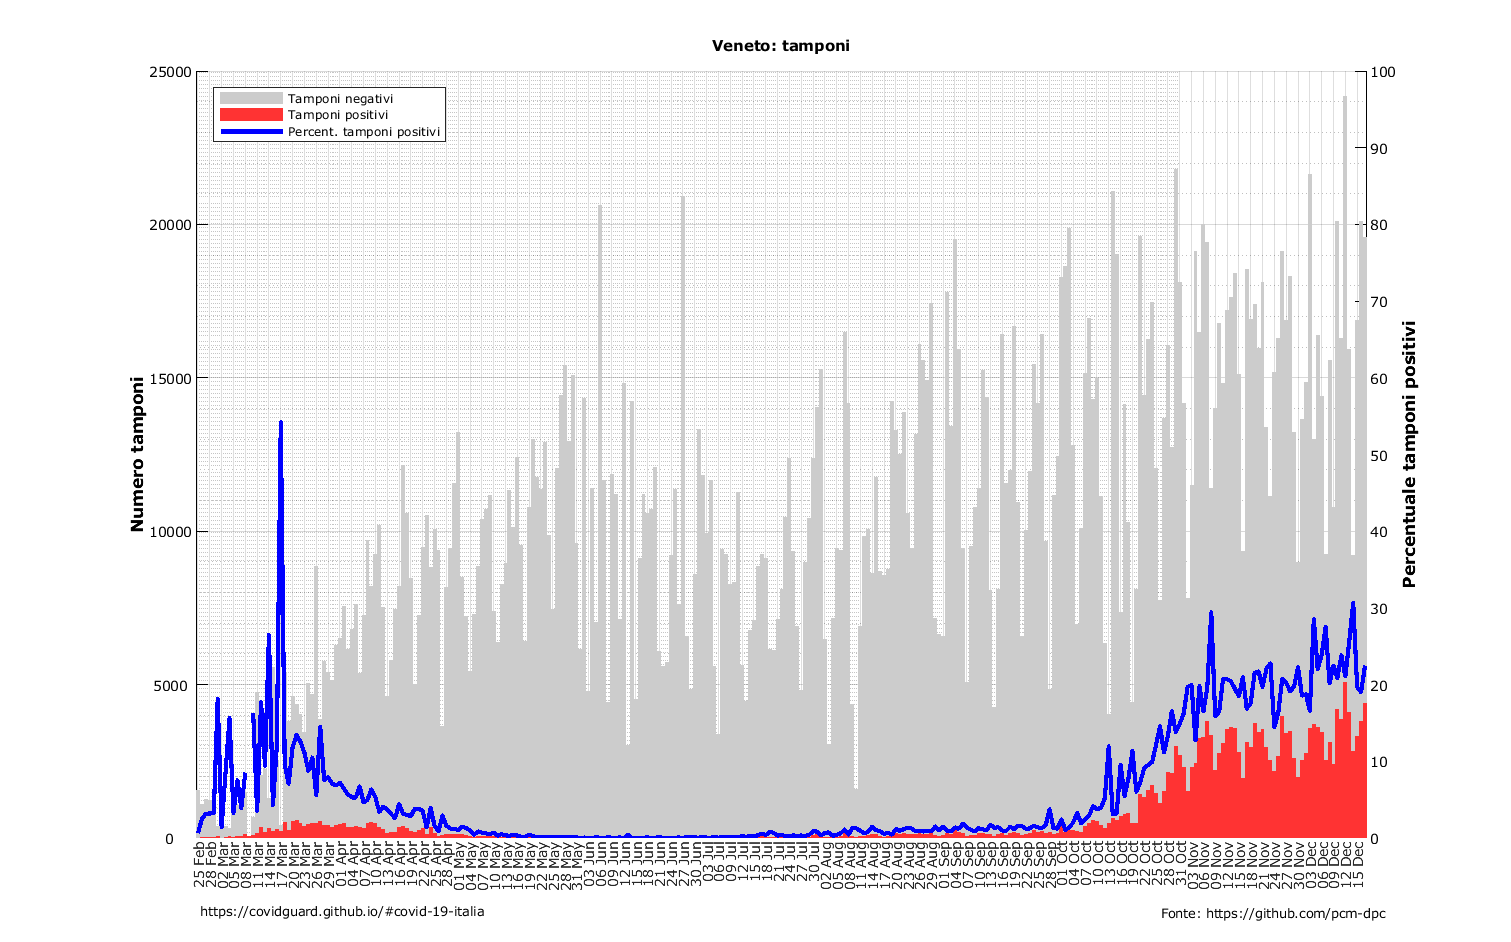 Veneto: tamponi
Tamponi negativi
Tamponi positivi
Percent. tamponi positivi
Numero tamponi
25000
20000
15000
10000
5000
0
Percentuale tamponi positivi
100
90
80
70
60
50
40
30
20
10
0
25 Feb
28 Feb
02 Mar
05 Mar
08 Mar
11 Mar
14 Mar
17 Mar
20 Mar
23 Mar
26 Mar
29 Mar
01 Apr
04 Apr
07 Apr
10 Apr
13 Apr
16 Apr
19 Apr
22 Apr
25 Apr
28 Apr
01 May
04 May
07 May
10 May
13 May
16 May
19 May
22 May
25 May
28 May
31 May
03 Jun
06 Jun
09 Jun
12 Jun
15 Jun
18 Jun
21 Jun
24 Jun
27 Jun
30 Jun
03 Jul
06 Jul
09 Jul
12 Jul
15 Jul
18 Jul
21 Jul
24 Jul
27 Jul
30 Jul
02 Aug
05 Aug
08 Aug
11 Aug
14 Aug
17 Aug
20 Aug
23 Aug
26 Aug
29 Aug
01 Sep
04 Sep
07 Sep
10 Sep
13 Sep
16 Sep
19 Sep
22 Sep
25 Sep
28 Sep
01 Oct
04 Oct
07 Oct
10 Oct
13 Oct
16 Oct
19 Oct
22 Oct
25 Oct
28 Oct
31 Oct
03 Nov
06 Nov
09 Nov
12 Nov
15 Nov
18 Nov
21 Nov
24 Nov
27 Nov
30 Nov
03 Dec
06 Dec
09 Dec
12 Dec
15 Dec
https://covidguard.github.io/#covid-19-italia
Fonte: https://github.com/pcm-dpc